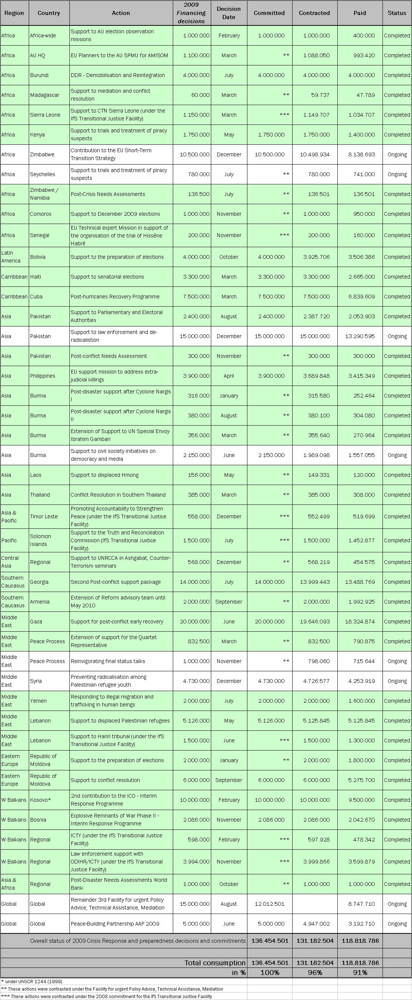 Region Country Action 2009 Financing decisions Decision Date Committed Contracted Paid Status
Africa Africa-wide Support to AU election observation missions 1.000.000 February 1.000.000 1.000.000 400.000 Completed
Africa AU HQ EU Planners to the AU SPMU for AMISOM 1.100.000 March ** 1.088.050 993.420 Completed
Africa Burundi DDR - Demobilisation and Reintegration 4.000.000 July 4.000.000 4.000.000 4.000.000 Completed
Africa Madagascar Support to mediation and conflict resolution 60.000 March ** 59.737 47.789 Completed
Africa Sierra Leone Support to CTN Sierra Leone (under the IfS Transitional Justice Facility) 1.150.000 March *** 1.149.707 1.034.707 Completed
Africa Kenya Support to trials and treatment of piracy suspects 1.750.000 May 1.750.000 1.750.000 1.400.000 Completed
Africa Zimbabwe Contribution to the EU Short-Term Transition Strategy 10.500.000 December 10.500.000 10.498.934 8.138.693 Ongoing
Africa Seychelles Support to trials and treatment of piracy suspects 780.000 July ** 780.000 741.000 Ongoing
Africa Zimbabwe / Namibia Post-Crisis Needs Assessments 136.500 July ** 136.501 136.501 Completed
Africa Comoros Support to December 2009 elections 1.000.000 November ** 1.000.000 950.000 Completed
Africa Senegal EU Technical expert Mission in support of the organisation of the trial of Hissène Habré 200.000 November *** 200.000 160.000 Completed
Latin America Bolivia Support to the preparation of elections 4.000.000 October 4.000.000 3.925.706 3.506.386 Completed
Carribbean Haiti Support to senatorial elections 3.300.000 March 3.300.000 3.300.000 2.665.000 Completed
Carribbean Cuba Post-hurricanes Recovery Programme 7.500.000 March 7.500.000 7.500.000 6.839.609 Completed
Asia Pakistan Support to Parliamentary and Electoral Authorities 2.400.000 August 2.400.000 2.387.720 2.053.903 Completed
Asia Pakistan Support to law enforcement and de-radicalistion 15.000.000 December 15.000.000 15.000.000 13.290.595 Ongoing
Asia Pakistan Post-conflict Needs Assessment 300.000 November ** 300.000 300.000 Completed
Asia Philippines EU support mission to address extra-judicial killings 3.900.000 April 3.900.000 3.689.848 3.415.349 Completed
Asia Burma Post-disaster support after Cyclone Nargis I 316.000 January ** 315.580 252.464 Completed
Asia Burma Post-disaster support after Cyclone Nargis II 380.000 August ** 380.100 304.080 Completed
Asia Burma Extension of Support to UN Special Envoy Ibrahim Gambari 356.000 March ** 355.640 270.964 Completed
Asia Burma Support to civil society initiatives on democracy and media 2.150.000 June 2.150.000 1.989.098 1.557.055 Ongoing
Asia Laos Support to displaced Hmong 156.000 May ** 149.331 120.000 Compelted
Asia Thailand Conflict Resolution in Southern Thailand 385.000 March ** 385.000 308.000 Completed
Asia & Pacific Timor Leste Promoting Accountability to Strengthen Peace (under the IfS Transitional Justice Facility) 558.000 December *** 552.499 519.699 Completed
Pacific Solomon Islands Support to the Truth and Reconciliation Commission (IfS Transitional Justice Facility) 1.500.000 July *** 1.500.000 1.452.877 Completed
Central Asia Regional Support to UNRCCA in Ashgabat, Counter-Terrorism seminars 568.000 December ** 568.219 454.575 Completed
Southern Caucasus Georgia Second Post-conflict support package 14.000.000 July 14.000.000 13.999.443 13.488.769 Completed
Southern Caucasus Armenia Extension of Reform advisory team until May 2010 2.000.000 September ** 2.000.000 1.992.925 Completed
Middle East Gaza Support for post-conflict early recovery 20.000.000 June 20.000.000 19.646.093 18.324.874 Completed
Middle East Peace Process Extension of support for the Quartet Representative 832.500 March ** 832.500 790.875 Completed
Middle East Peace Process Reinvigorating final status talks 1.000.000 November ** 798.060 715.644 Ongoing
Middle East Syria Preventing radicalisation among Palestinian refugee youth 4.730.000 December 4.730.000 4.726.577 4.253.919 Ongoing
Middle East Yemen Responding to illegal migration and trafficking in human beings 2.000.000 July 2.000.000 2.000.000 1.600.000 Completed
Middle East Lebanon Support to displaced Palestinian refugees 5.126.000 May 5.126.000 5.125.845 5.125.845 Completed
Middle East Lebanon Support to Hariri tribunal (under the IfS Transitional Justice Facility) 1.500.000 June *** 1.500.000 1.300.000 Completed
Eastern Europe Republic of Moldova Support to the preparation of elections 2.000.000 January ** 2.000.000 1.800.000 Completed
Eastern Europe Republic of Moldova Support to conflict resolution 6.000.000 September 6.000.000 6.000.000 5.275.700 Completed
W Balkans Kosovo* 2nd contribution to the ICO - Interim Response Programme 10.000.000 February 10.000.000 10.000.000 9.500.000 Completed
W Balkans Bosnia Explosive Remnants of War Phase II - Interim Response Programme 2.086.000 November 2.086.000 2.086.000 2.042.670 Completed
W Balkans Regional ICTY (under the IfS Transitional Justice Facility) 598.000 February *** 597.928 478.342 Completed
W Balkans Regional Law enforcement support with ODIHR/ICTY (under the IfS Transitional Justice Facility) 3.994.000 November *** 3.999.866 3.599.879 Completed
Asia & Africa Regional Post-Disaster Needs Assessments World Bank 1.000.000 October ** 1.000.000 1.000.000 Completed
Global Global Remainder 3rd Facility for urgent Policy Advice, Technical Assistance, Mediation 15.000.000 August 12.012.501 8.747.710 Ongoing
Global Global Peace-Building Partnership AAP 2009 5.000.000 June 5.000.000 4.947.002 3.192.710 Ongoing
Overall status of 2009 Crisis Response and preparedness decisions and commitments 136.454.501 131.182.504 118.818.786
Total consumption 136.454.501 131.182.504 118.818.786
in % 100% 96% 91%
* under UNSCR 1244 (1999)
** These actions were contracted under the Facility for urgent Policy Advice, Technical Assistance, Mediation
*** These actions were contracted under the 2008 commitment for the IfS Transitional Justice Facility